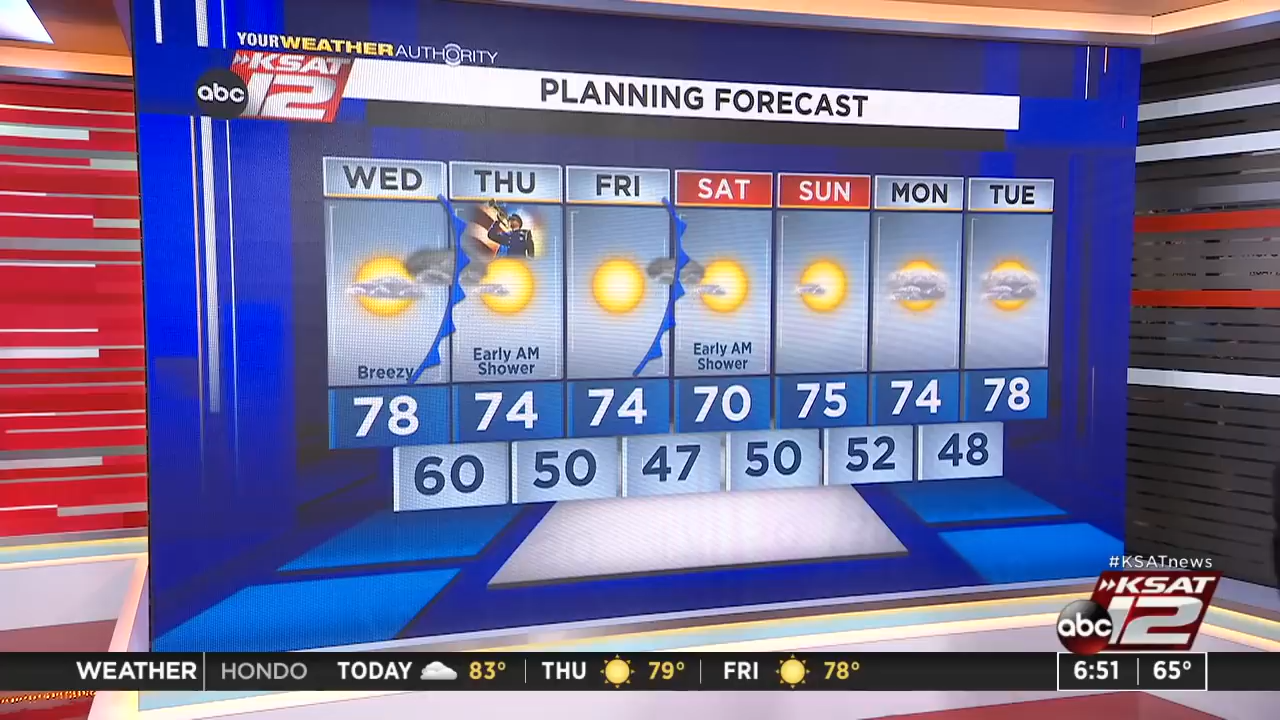 YOURWEATHERAUTHORITY
KSAT
abc 12
PLANNING FORECAST
WED THU FRI SAT SUN MON TUE
Breezy
Early AM
Shower
Early AM
Shower
78 74 74 70 75 74 78
60 50 47 50 52 48
#KSATnews
KSAT
abc 12
WEATHER HONDO TODAY 83° THU 79° FRI 78° 6:51 65°